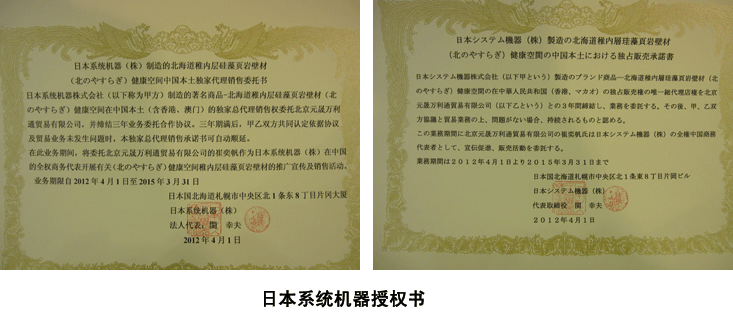 日本系统机器（株）制造的北海道稚内层硅藻頁岩壁材
（北のやすらぎ）健康空间中国本土独家代理销售委托书
日本系统机器株式会社（以下称为甲方）制造的著名商品-北海道稚内层硅藻頁岩壁材（北
のやすらぎ）健康空间在中国本土（含香港、澳门）的独家总代理销售权委托北京元晟万利
通贸易有限公司，并缔结三年业务委托合作协议。三年期满后，甲乙双方共同认定依据协议
及贸易业务未发生问题时，本独家总代理销售承诺书可自动顺延。
在此业务期间，将委托北京元晟万利通贸易有限公司的崔奕帆作为日本系统机器（株）在中国
的全权商务代表开展有关(北のやすらぎ）健康空间稚内层硅藻頁岩壁材的推广宣传及销售活动。
业务期限自 2012 年 4 月 1 日至 2015 年 3 月 31 日
日本国北海道札幌市中央区北 1 条东 8 丁目片冈大厦
日本系统机器（株）
法人代表：関　幸夫
2012 年 4 月 1 日
日本システム機器（株）製造の北海道稚内層珪藻頁岩壁材
（北のやすらぎ）健康空間の中国本土における独占販売承諾書
日本システム機器株式会社（以下甲という）製造のブランド商品—北海道稚内層珪藻頁岩壁材（北
のやすらぎ）健康空間の在中華人民共和国（香港、マカオ）の独占販売権の唯一総代理店権を北京
元晟万利通貿易有限公司（以下乙という）との３年間締結し、業務を委託する。その後、甲、乙双
方協議と貿易業務の上、問題がない場合、持続されるものと認める。
この業務期間に北京元晟万利通貿易有限公司の崔奕帆氏は日本システム機器（株）の全権中国商務
代表者として、宣伝促進、販売活動を委託する。
業務期間は２０１２年４月１日より２０１５年３月３１日まで
日本国北海道札幌市中央区北１条東８丁目片岡ビル
日本システム機器（株）
代表取締役　関　幸夫
２０１２年４月１日
日本系统机器授权书